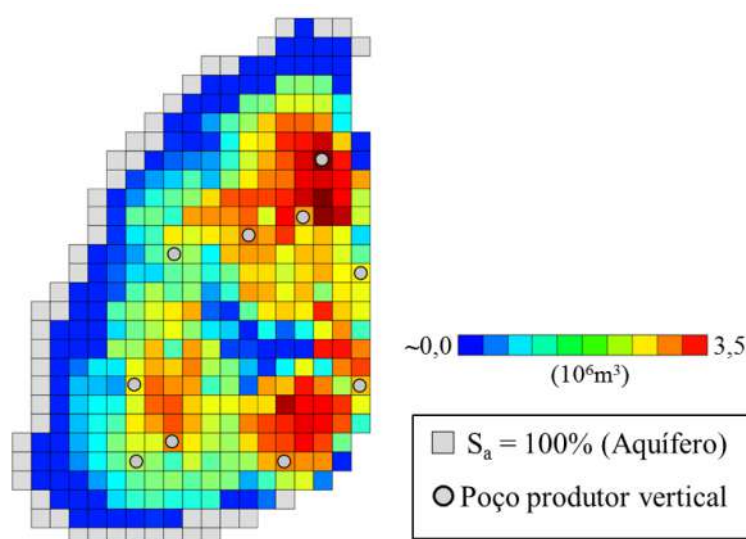 ~0,0
3,5
(10⁶m³)
Sₐ = 100% (Aquífero)
Poço produtor vertical